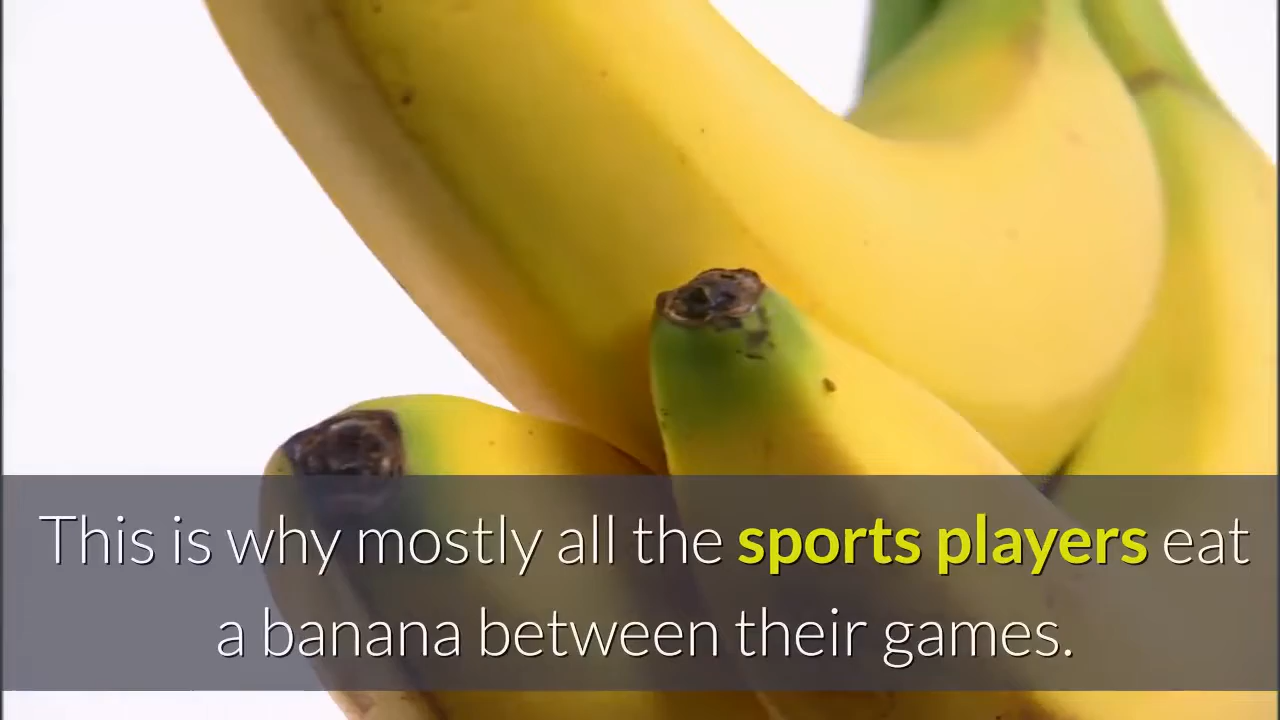 This is why mostly all the sports players eat
a banana between their games.